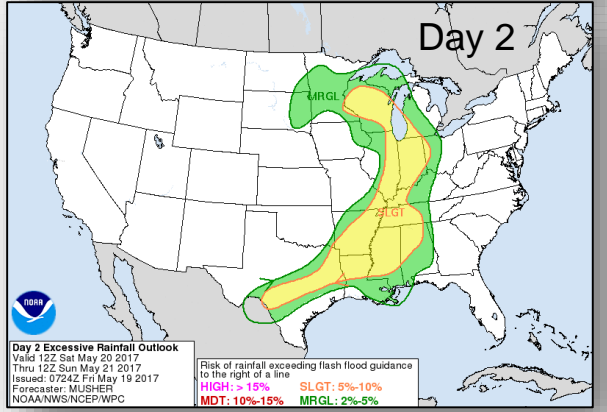 Day 2
MRGL
SLGT
NOAA
Day 2 Excessive Rainfall Outlook
Valid 12Z Sat May 20 2017
Thru 12Z Sun May 21 2017
Issued: 0724Z Fri May 19 2017
Forecaster: MUSHER
NOAA/NWS/NCEP/WPC
Risk of rainfall exceeding flash flood guidance
to the right of a line
HIGH: > 15% SLGT: 5%-10%
MDT: 10%-15% MRGL: 2%-5%